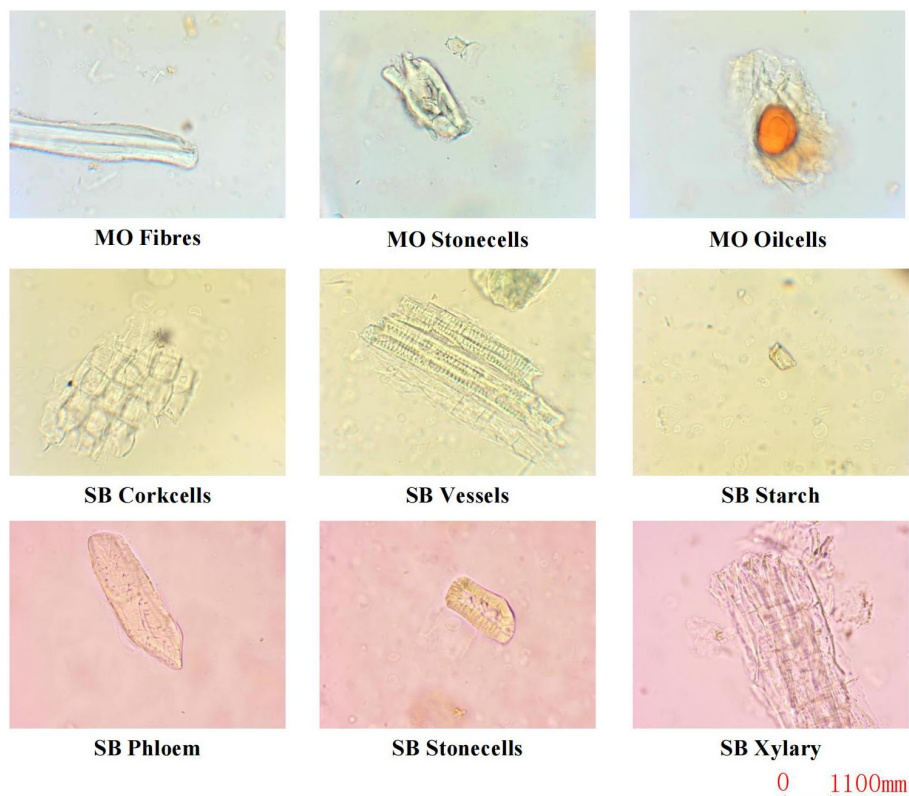 MO Fibres
MO Stonecells
MO Oilcells
SB Corkcells
SB Vessels
SB Starch
SB Phloem
SB Stonecells
SB Xylary
0 1100mm